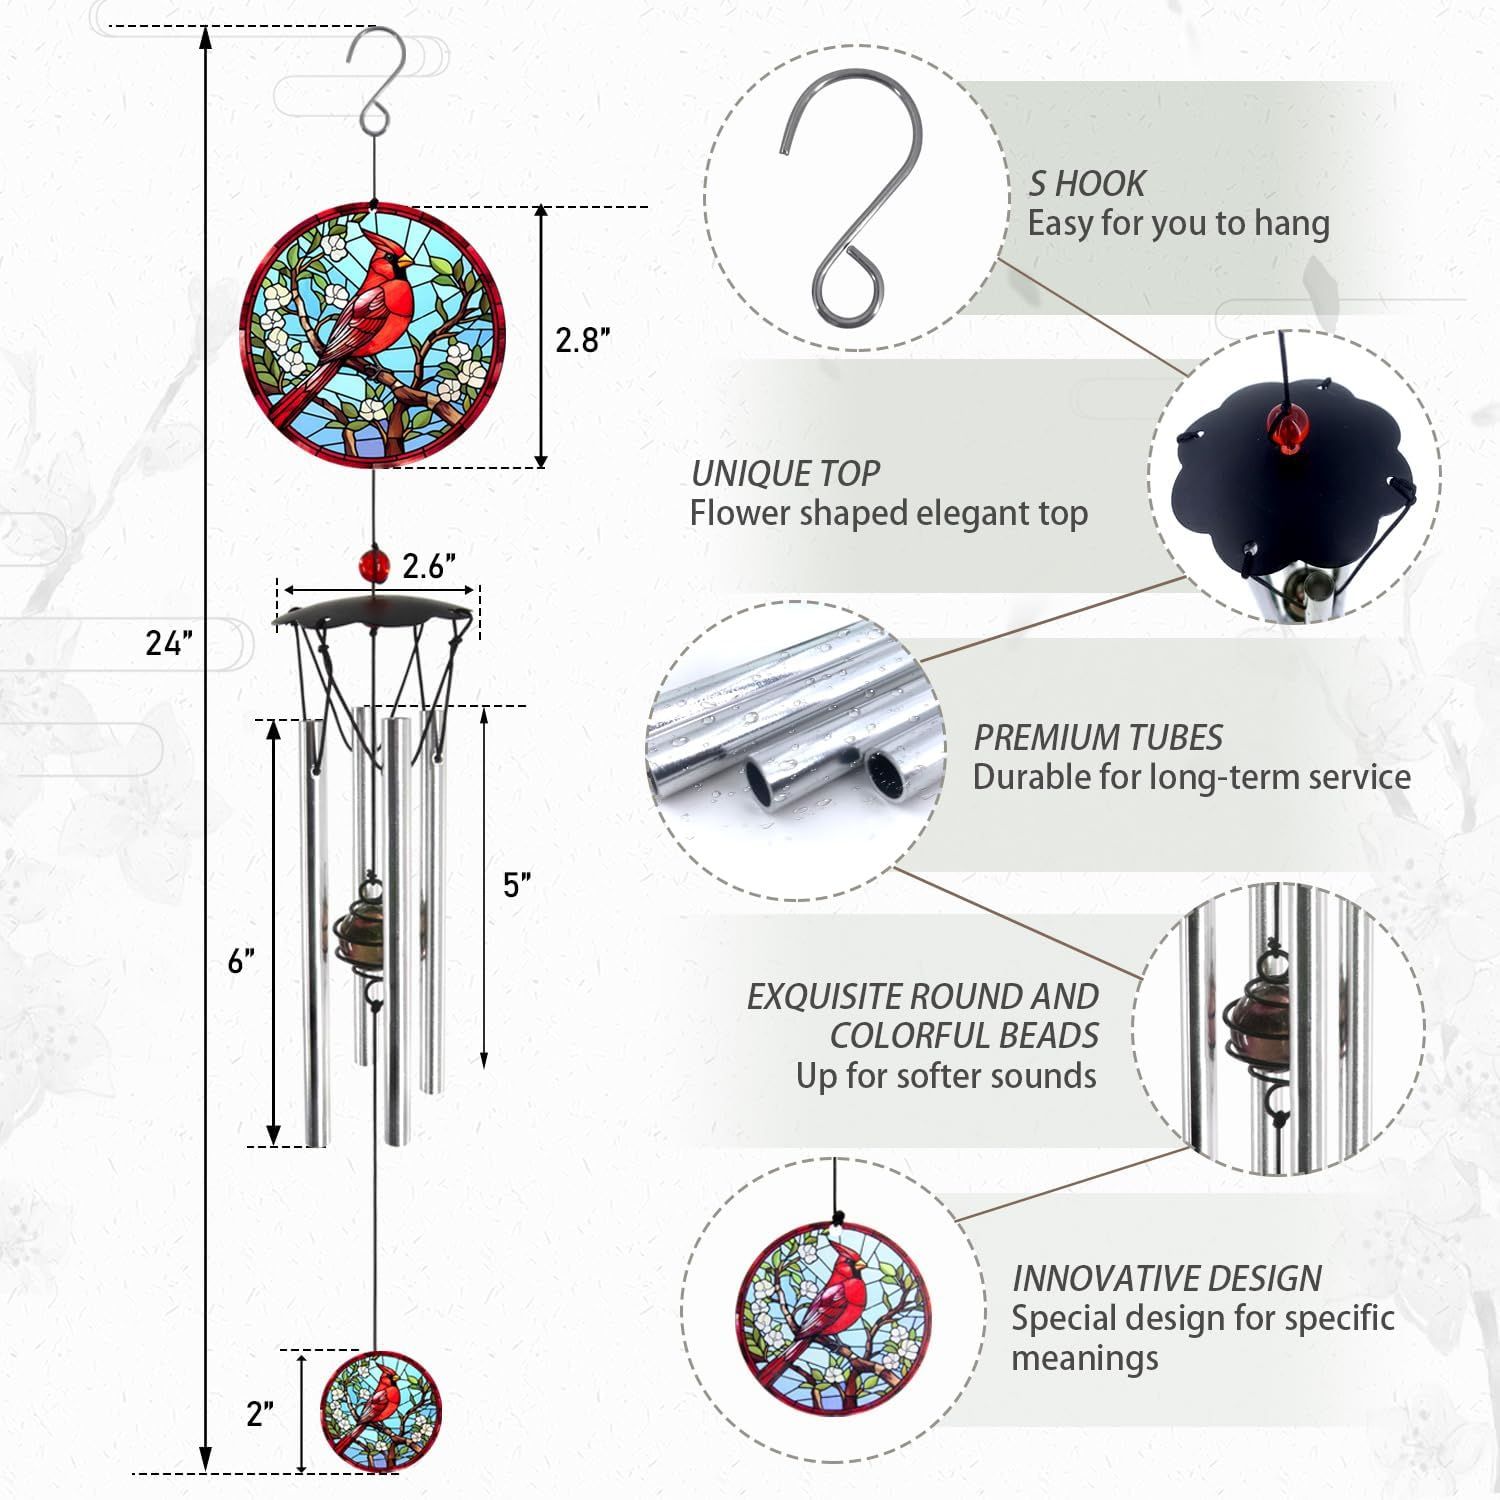 S HOOK
Easy for you to hang
2.8”
UNIQUE TOP
Flower shaped elegant top
2.6”
24”
PREMIUM TUBES
Durable for long-term service
5”
6”
EXQUISITE ROUND AND
COLORFUL BEADS
Up for softer sounds
INNOVATIVE DESIGN
Special design for specific
meanings
2”